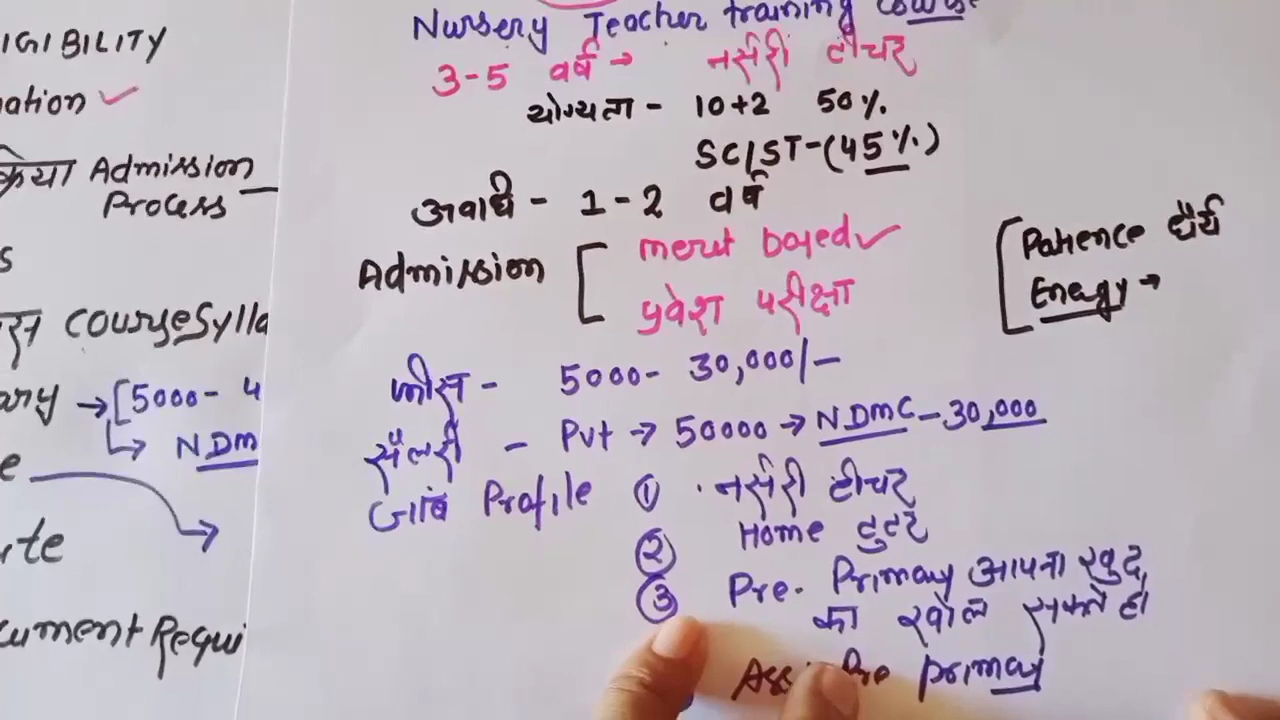 IGIBILITY
ation
क्रिया Admission
Process
s
CourseSylla
ary → [5000- 4
↳ NDM
e
te
cument Requi
Nursery Teacher training course
3-5 वर्ष → नर्सरी टीचर
योग्यता - 10+2 50%.
SC/ST-(45%.)
अवधि - 1-2 वर्ष
Admission [ merit based ✓
प्रवेश परीक्षा
[ Patience धैर्य
Energy →
फीस - 5000- 30,000/-
सैलरी - Pvt → 50000 → NDMC - 30,000
जॉब Profile ① नर्सरी टीचर
② Home टुटर
③ Pre. Primary आपना खुद
का खोल सकते हो
primary